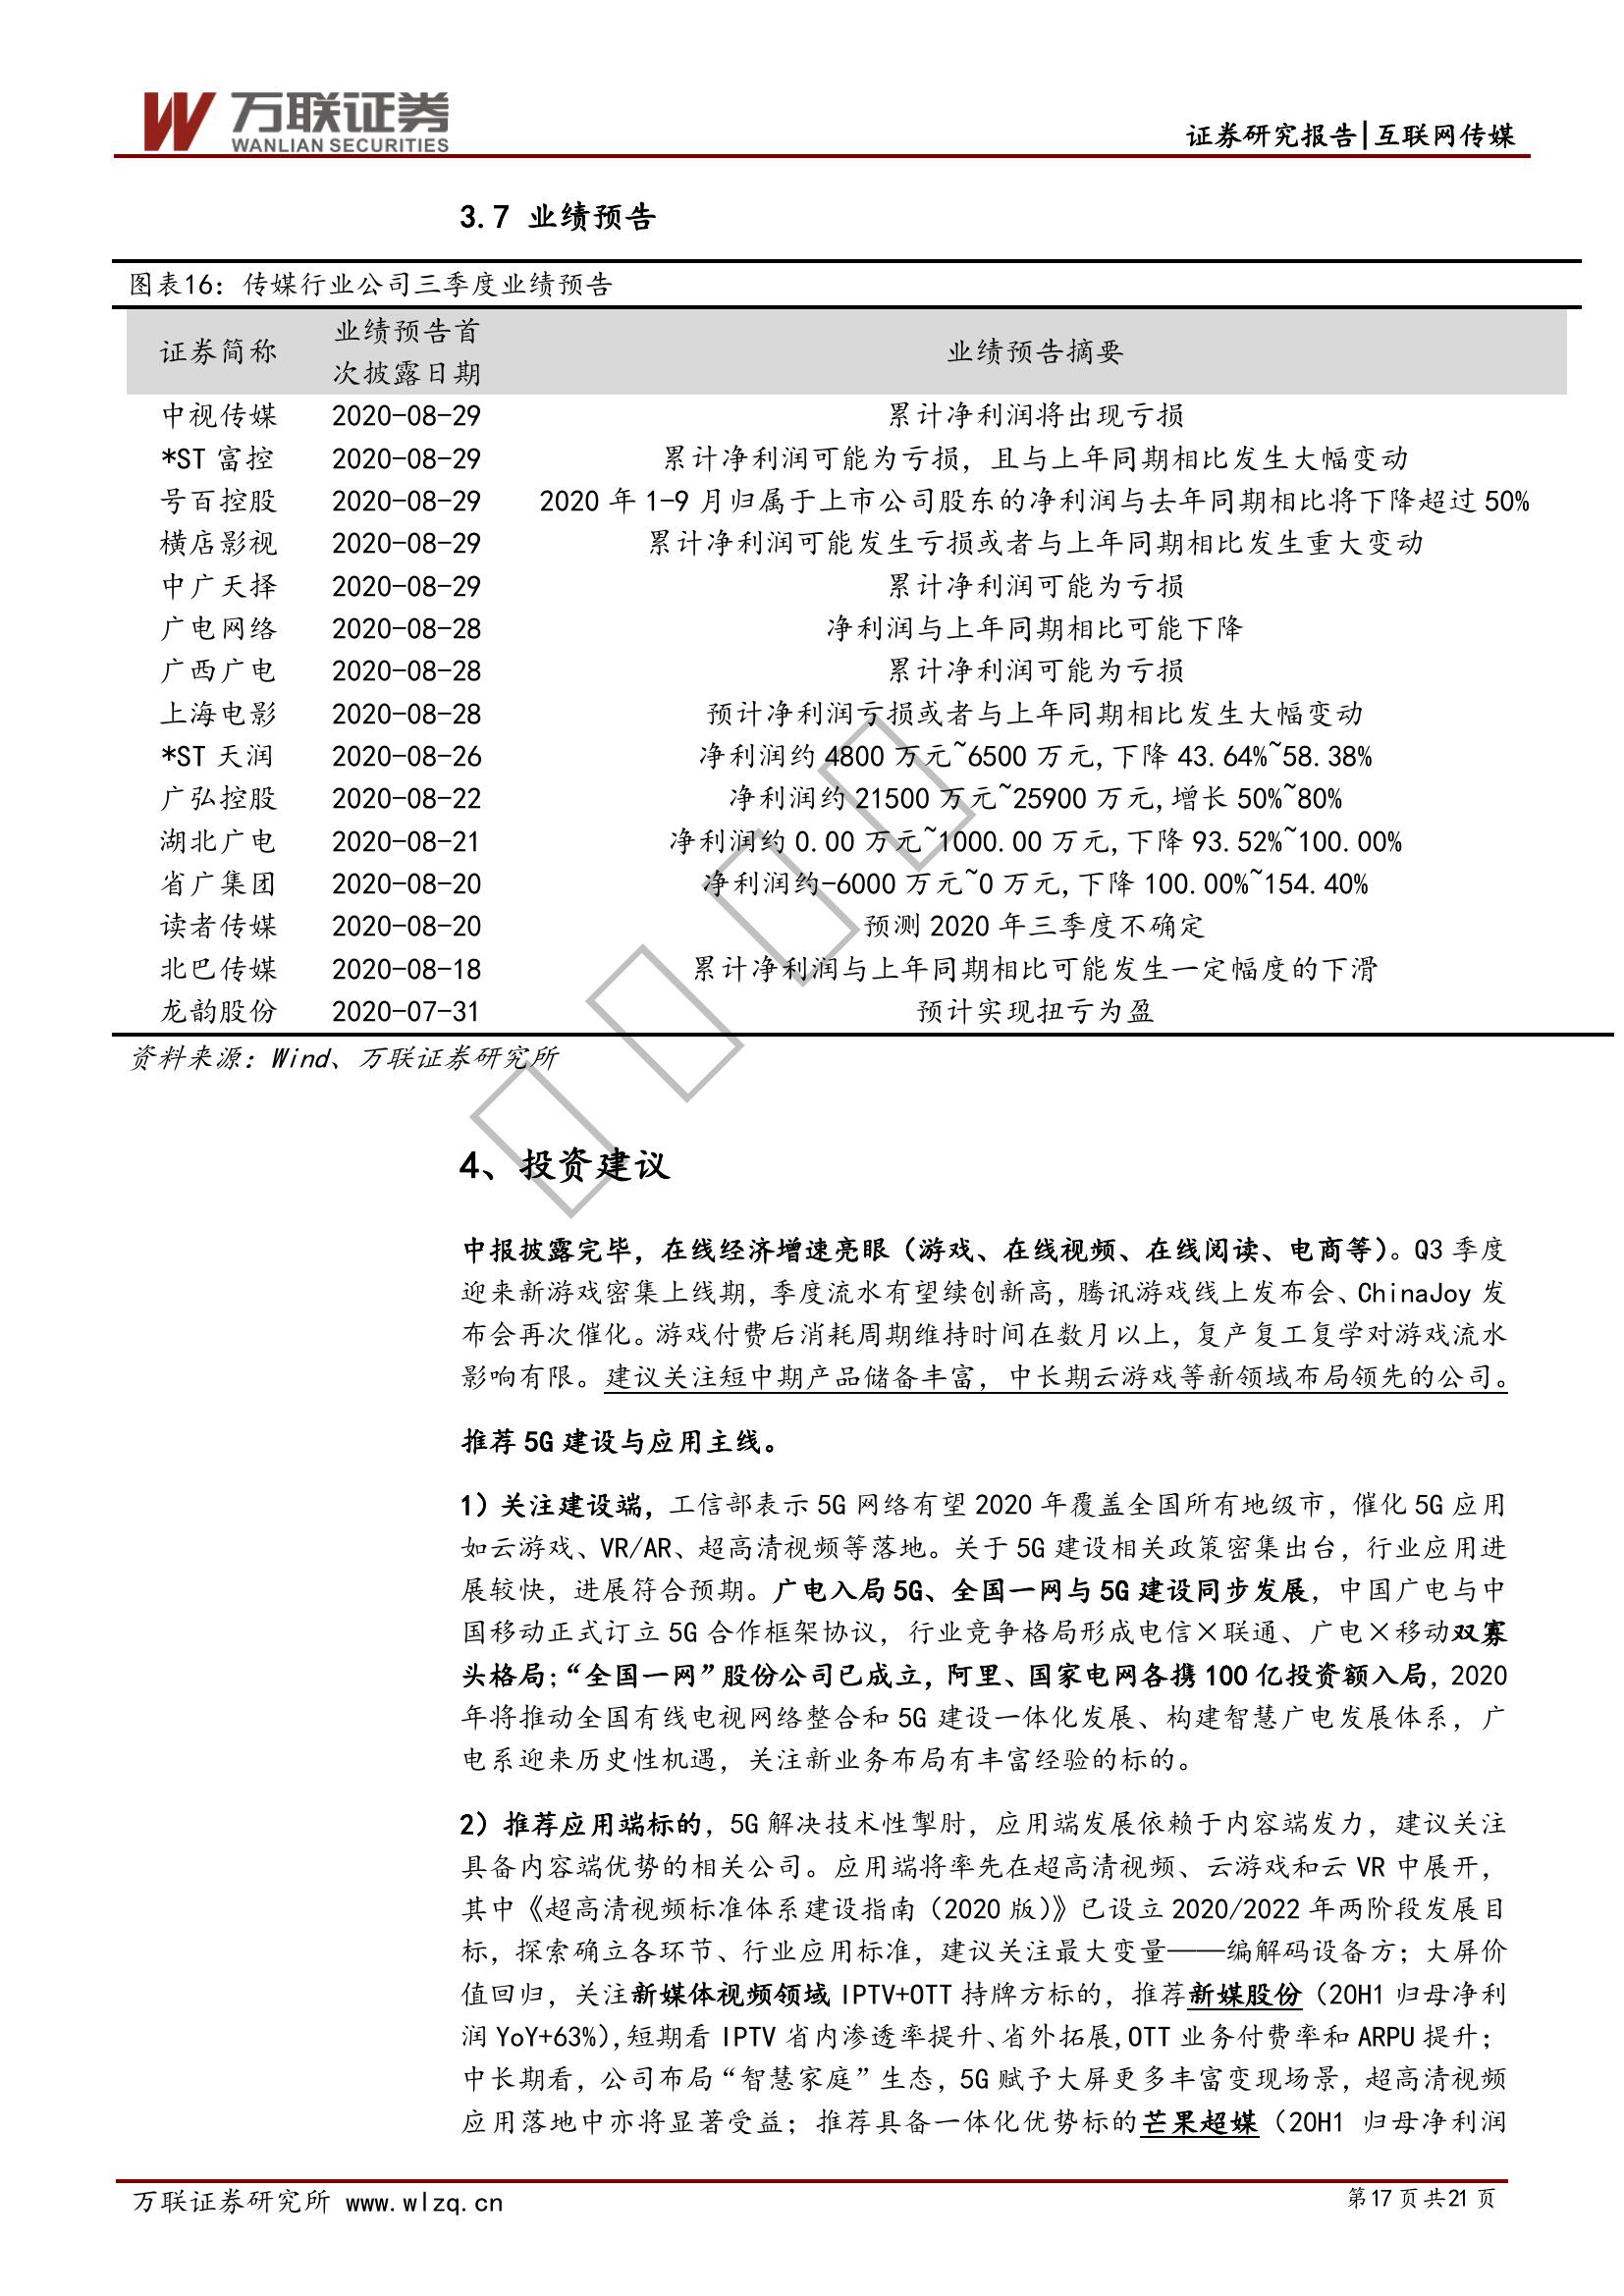 万联证券
WANLIAN SECURITIES
证券研究报告|互联网传媒
3.7 业绩预告
图表16：传媒行业公司三季度业绩预告
证券简称 业绩预告首次披露日期 业绩预告摘要
中视传媒 2020-08-29 累计净利润将出现亏损
*ST 富控 2020-08-29 累计净利润可能为亏损，且与上年同期相比发生大幅变动
号百控股 2020-08-29 2020 年 1-9 月归属于上市公司股东的净利润与去年同期相比将下降超过 50%
横店影视 2020-08-29 累计净利润可能发生亏损或者与上年同期相比发生重大变动
中广天择 2020-08-29 累计净利润可能为亏损
广电网络 2020-08-28 净利润与上年同期相比可能下降
广西广电 2020-08-28 累计净利润可能为亏损
上海电影 2020-08-28 预计净利润亏损或者与上年同期相比发生大幅变动
*ST 天润 2020-08-26 净利润约 4800 万元~6500 万元,下降 43.64%~58.38%
广弘控股 2020-08-22 净利润约 21500 万元~25900 万元,增长 50%~80%
湖北广电 2020-08-21 净利润约 0.00 万元~1000.00 万元,下降 93.52%~100.00%
省广集团 2020-08-20 净利润约-6000 万元~0 万元,下降 100.00%~154.40%
读者传媒 2020-08-20 预测 2020 年三季度不确定
北巴传媒 2020-08-18 累计净利润与上年同期相比可能发生一定幅度的下滑
龙韵股份 2020-07-31 预计实现扭亏为盈
资料来源：Wind、万联证券研究所
4、投资建议
中报披露完毕，在线经济增速亮眼（游戏、在线视频、在线阅读、电商等）。Q3 季度
迎来新游戏密集上线期，季度流水有望续创新高，腾讯游戏线上发布会、ChinaJoy 发
布会再次催化。游戏付费后消耗周期维持时间在数月以上，复产复工复学对游戏流水
影响有限。建议关注短中期产品储备丰富，中长期云游戏等新领域布局领先的公司。
推荐 5G 建设与应用主线。
1）关注建设端，工信部表示 5G 网络有望 2020 年覆盖全国所有地级市，催化 5G 应用
如云游戏、VR/AR、超高清视频等落地。关于 5G 建设相关政策密集出台，行业应用进
展较快，进展符合预期。广电入局 5G、全国一网与 5G 建设同步发展，中国广电与中
国移动正式订立 5G 合作框架协议，行业竞争格局形成电信×联通、广电×移动双寡
头格局；“全国一网”股份公司已成立，阿里、国家电网各携 100 亿投资额入局，2020
年将推动全国有线电视网络整合和 5G 建设一体化发展、构建智慧广电发展体系，广
电系迎来历史性机遇，关注新业务布局有丰富经验的标的。
2）推荐应用端标的，5G 解决技术性掣肘，应用端发展依赖于内容端发力，建议关注
具备内容端优势的相关公司。应用端将率先在超高清视频、云游戏和云 VR 中展开，
其中《超高清视频标准体系建设指南（2020 版）》已设立 2020/2022 年两阶段发展目
标，探索确立各环节、行业应用标准，建议关注最大变量——编解码设备方；大屏价
值回归，关注新媒体视频领域 IPTV+OTT 持牌方标的，推荐新媒股份（20H1 归母净利
润 YoY+63%）,短期看 IPTV 省内渗透率提升、省外拓展,OTT 业务付费率和 ARPU 提升；
中长期看，公司布局“智慧家庭”生态，5G 赋予大屏更多丰富变现场景，超高清视频
应用落地中亦将显著受益；推荐具备一体化优势标的芒果超媒（20H1 归母净利润
万联证券研究所 www.wlzq.cn
第 17 页 共 21 页